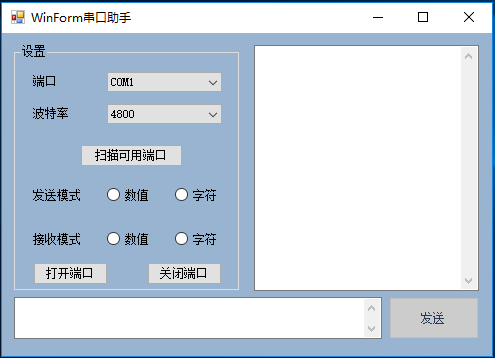 WinForm串口助手
设置
端口 COM1
波特率 4800
扫描可用端口
发送模式 数值 字符
接收模式 数值 字符
打开端口 关闭端口
发送